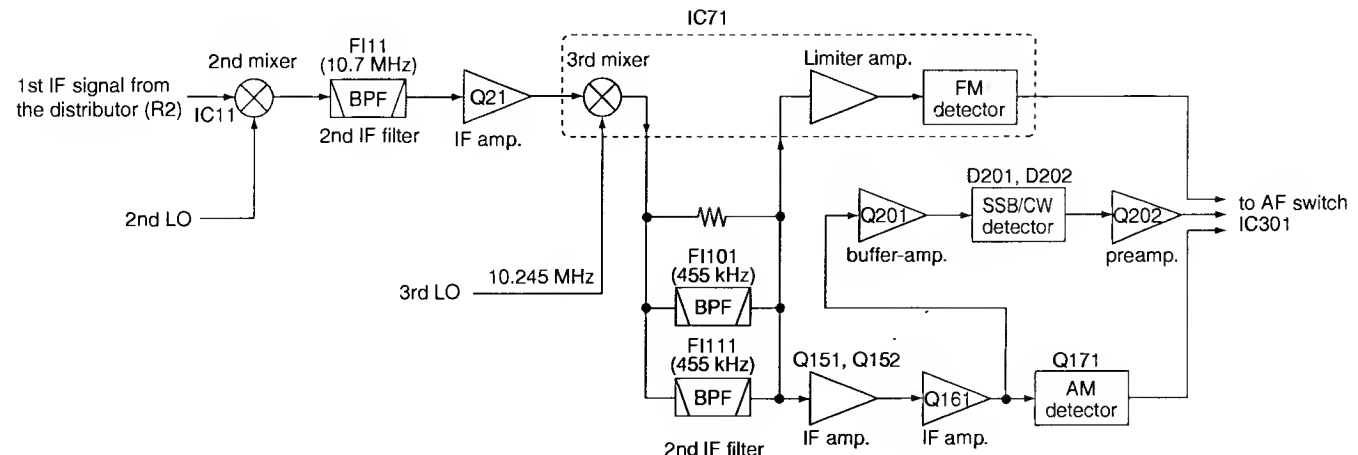 IC71
2nd mixer
FI11
(10.7 MHz)
3rd mixer
Limiter amp.
1st IF signal from
the distributor (R2)
IC11
BPF
Q21
FM
detector
2nd IF filter
IF amp.
D201, D202
2nd LO
Q201
SSB/CW
detector
Q202
to AF switch
IC301
buffer-amp.
preamp.
FI101
(455 kHz)
10.245 MHz
3rd LO
BPF
FI111
(455 kHz)
Q151, Q152
Q171
BPF
Q161
AM
detector
IF amp.
IF amp.
2nd IF filter